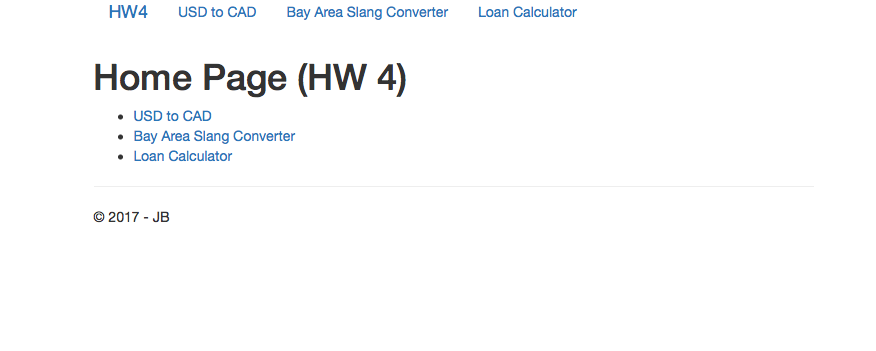 HW4 USD to CAD Bay Area Slang Converter Loan Calculator
Home Page (HW 4)
USD to CAD
Bay Area Slang Converter
Loan Calculator
© 2017 - JB